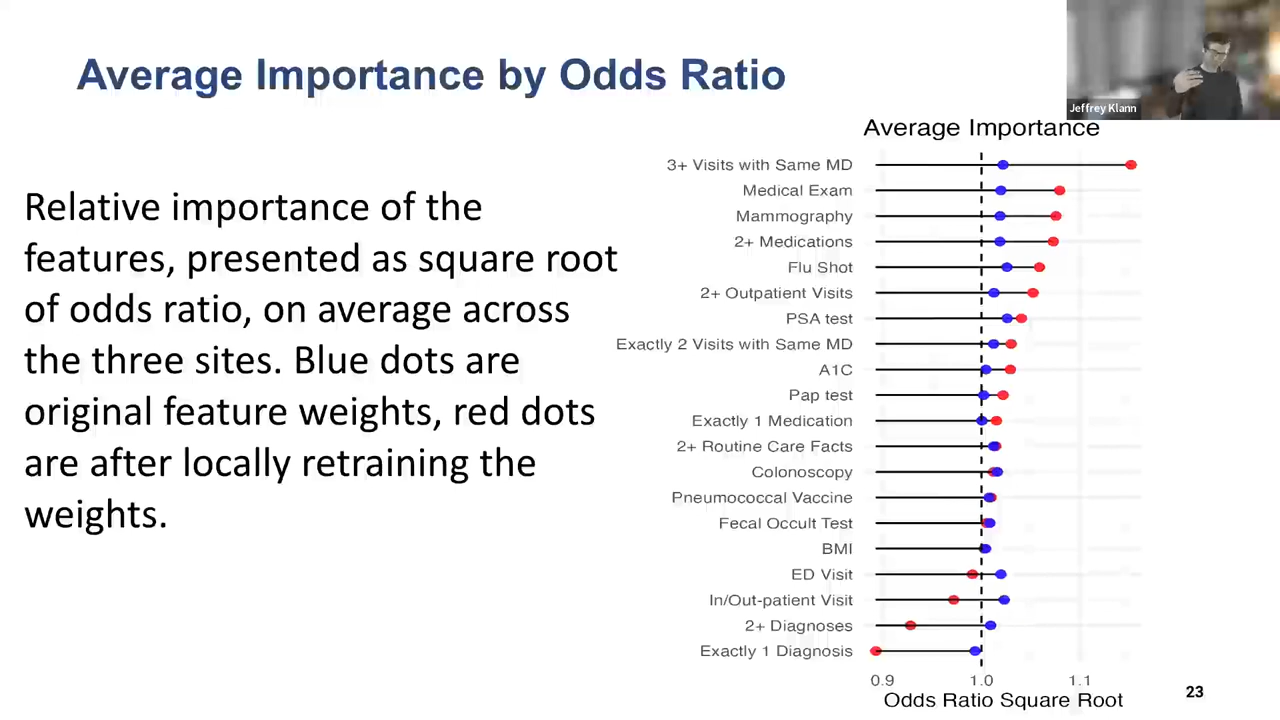 Average Importance by Odds Ratio
Jeffrey Klann
Relative importance of the
features, presented as square root
of odds ratio, on average across
the three sites. Blue dots are
original feature weights, red dots
are after locally retraining the
weights.
Average Importance
3+ Visits with Same MD
Medical Exam
Mammography
2+ Medications
Flu Shot
2+ Outpatient Visits
PSA test
Exactly 2 Visits with Same MD
A1C
Pap test
Exactly 1 Medication
2+ Routine Care Facts
Colonoscopy
Pneumococcal Vaccine
Fecal Occult Test
BMI
ED Visit
In/Out-patient Visit
2+ Diagnoses
Exactly 1 Diagnosis
0.9 1.0 1.1
Odds Ratio Square Root
23